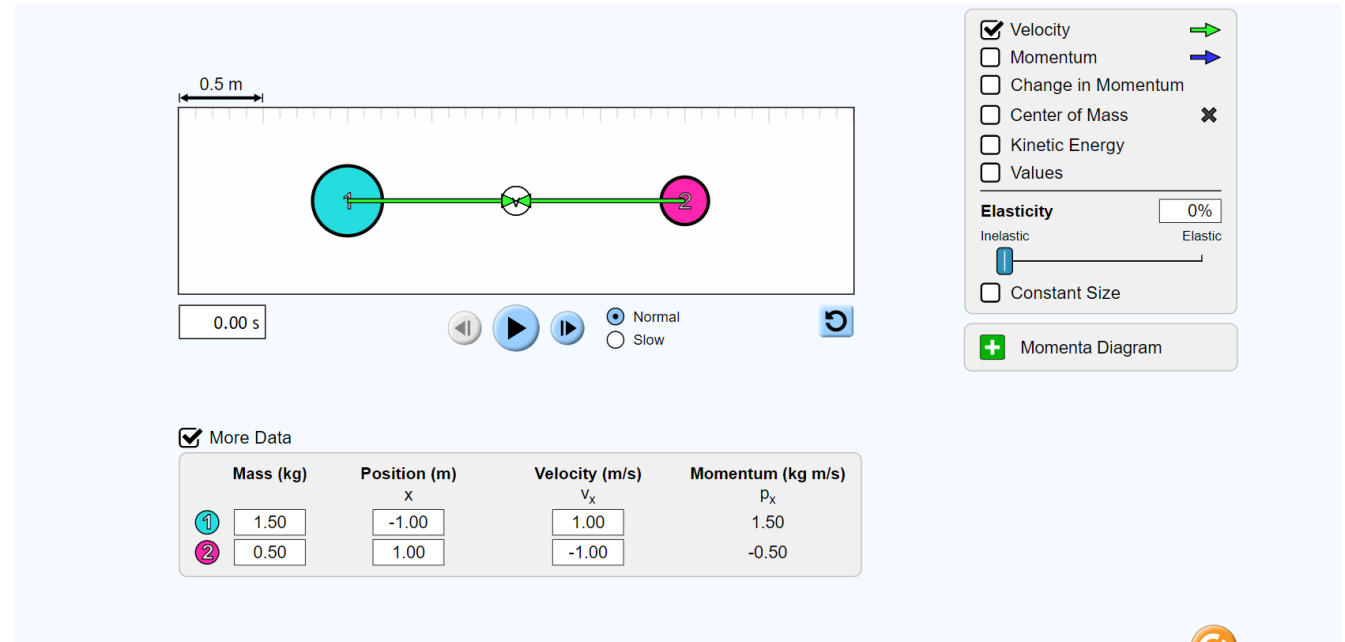 Velocity
Momentum
Change in Momentum
Center of Mass
Kinetic Energy
Values
Elasticity 0%
Inelastic Elastic
Constant Size
Momenta Diagram
0.5 m
1 v 2
0.00 s
Normal
Slow
More Data
Mass (kg) Position (m) Velocity (m/s) Momentum (kg m/s)
x vₓ pₓ
1 1.50 -1.00 1.00 1.50
2 0.50 1.00 -1.00 -0.50